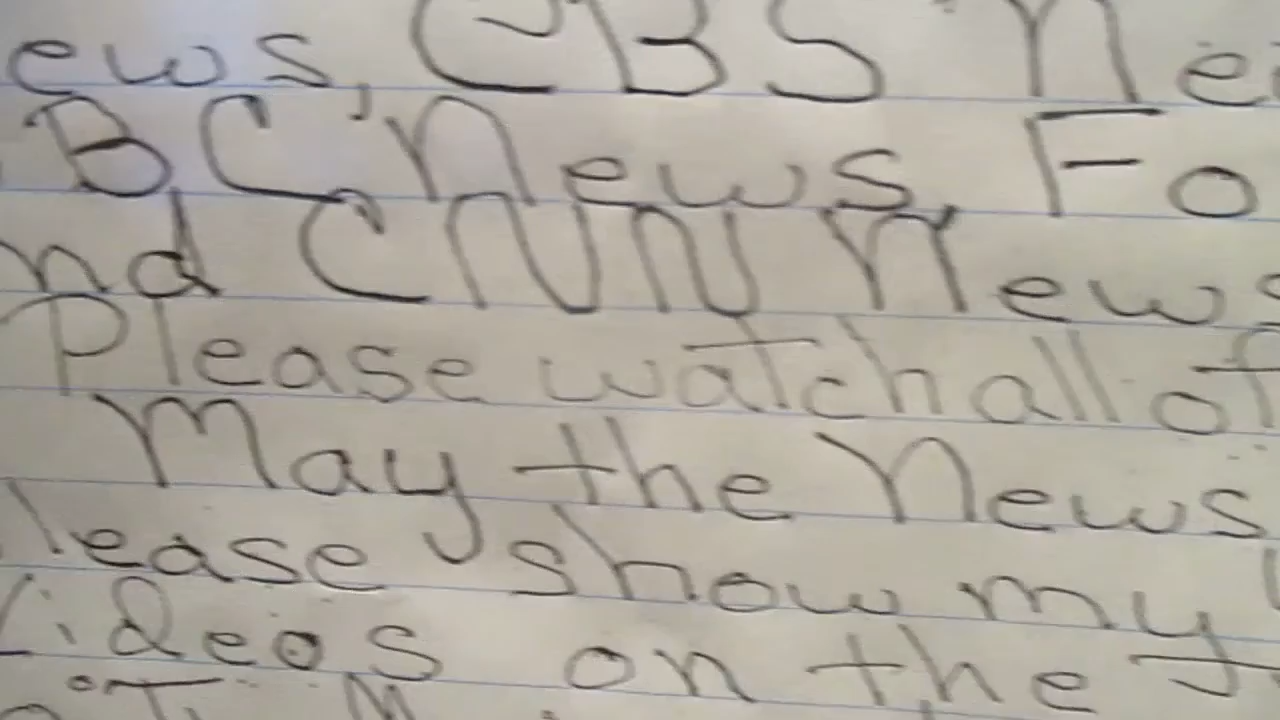 ews, CBS Ne
BC News, Fo
nd CNN News
Please watch all of
May the News
lease show my
Videos on the